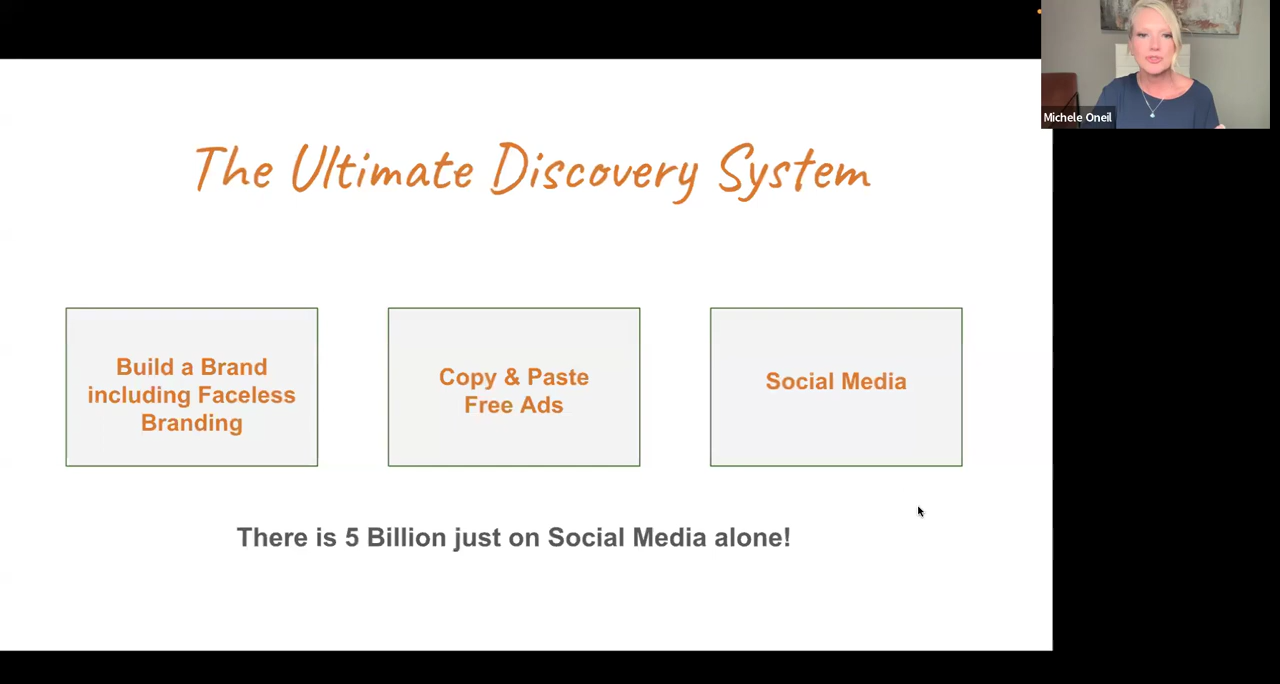 Michele Oneil
The Ultimate Discovery System
Build a Brand
including Faceless
Branding
Copy & Paste
Free Ads
Social Media
There is 5 Billion just on Social Media alone!